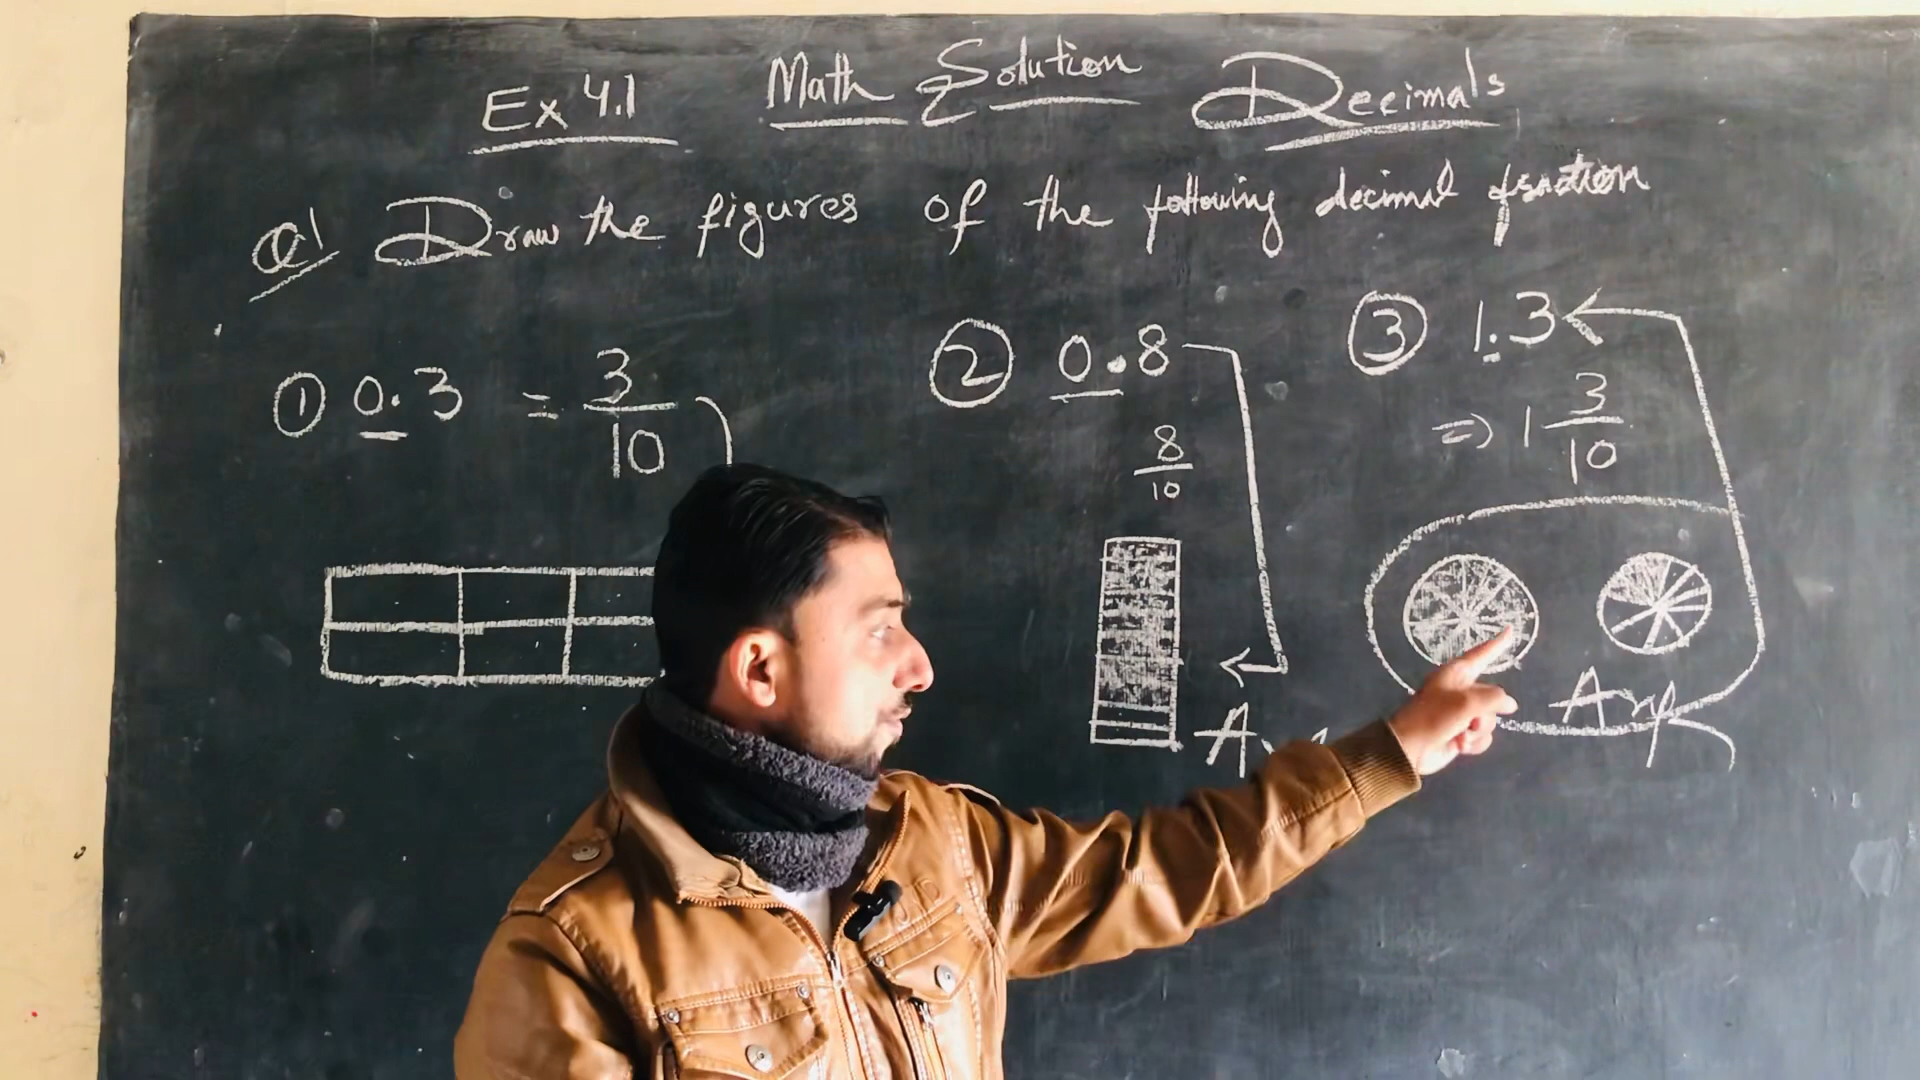 Ex 4.1 Math Solution Decimals
Q1 Draw the figures of the following decimal fraction
① 0.3 = 3/10
② 0.8
8/10
③ 1.3
⇒ 1 3/10
Ans